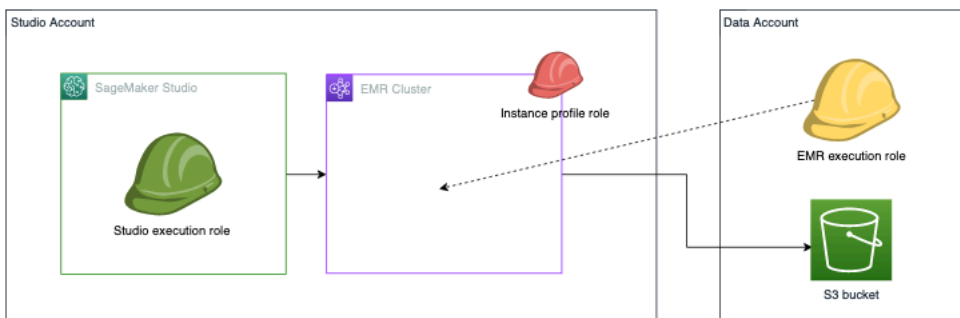 Studio Account
Data Account
SageMaker Studio
EMR Cluster
Instance profile role
EMR execution role
Studio execution role
S3 bucket